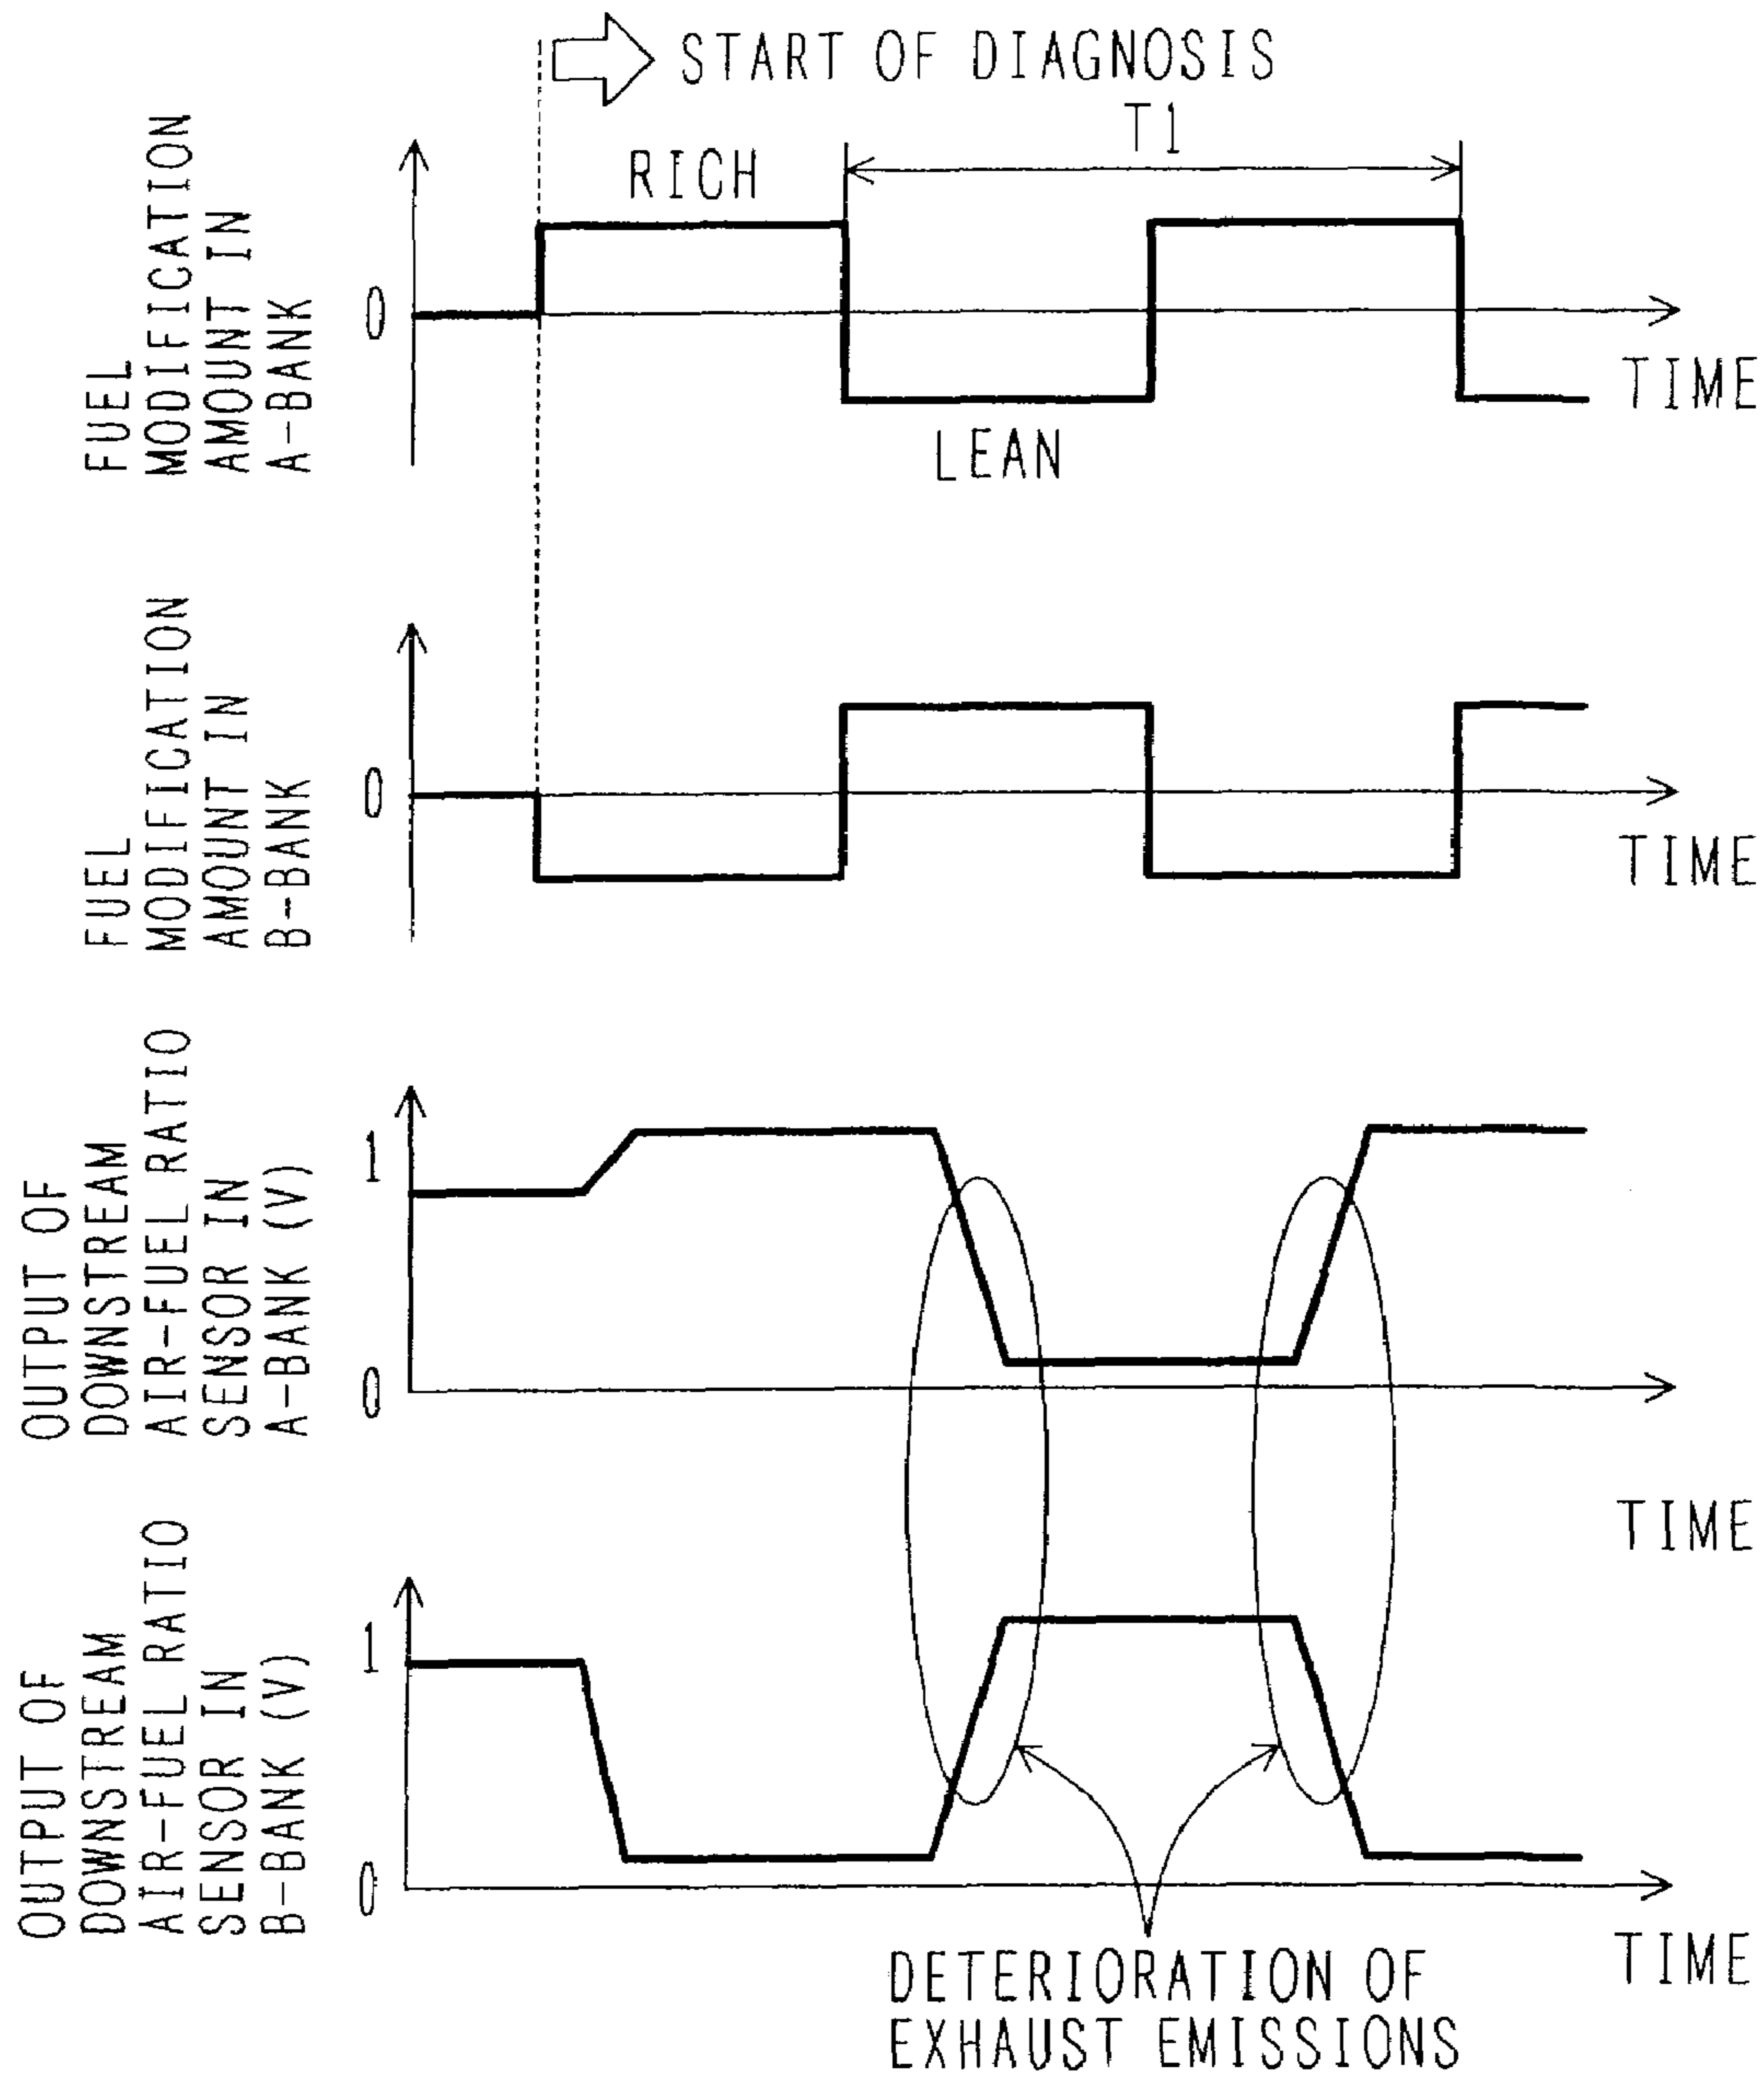 START OF DIAGNOSIS
T1
RICH
FUEL
MODIFICATION
AMOUNT IN
A-BANK
0
TIME
LEAN
FUEL
MODIFICATION
AMOUNT IN
B-BANK
0
TIME
OUTPUT OF
DOWNSTREAM
AIR-FUEL RATIO
SENSOR IN
A-BANK (V)
1
0
TIME
OUTPUT OF
DOWNSTREAM
AIR-FUEL RATIO
SENSOR IN
B-BANK (V)
1
0
TIME
DETERIORATION OF
EXHAUST EMISSIONS